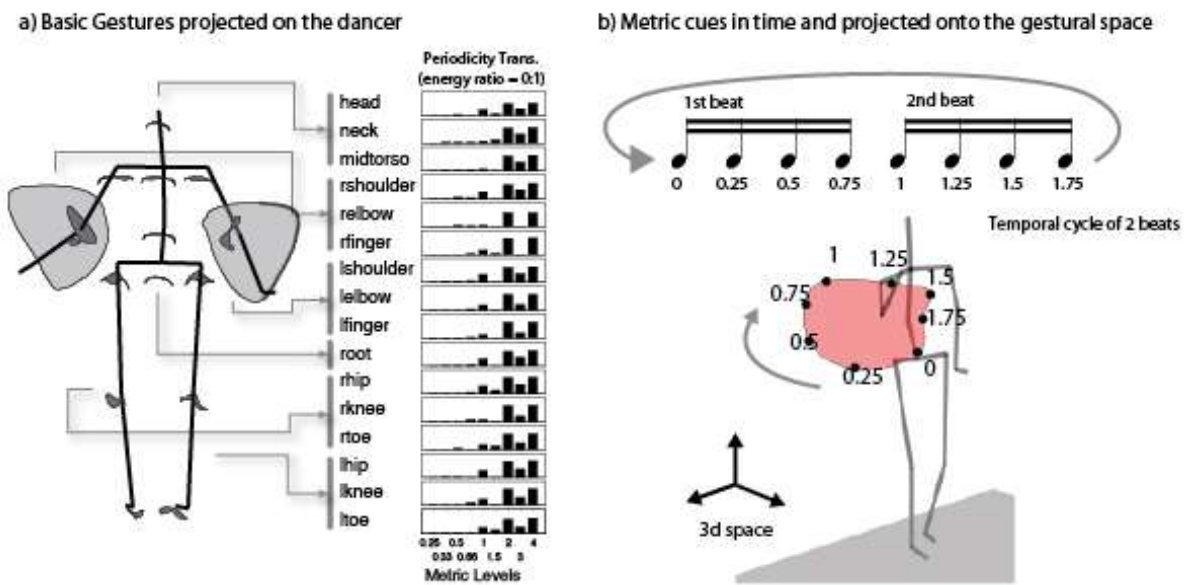 a) Basic Gestures projected on the dancer
Periodicity Trans.
(energy ratio = 0:1)
head
neck
midtorso
rshoulder
relbow
rfinger
lshoulder
lelbow
lfinger
root
rhip
rknee
rtoe
lhip
lknee
ltoe
0.25 0.5 1 2 4
0.33 0.66 1.5 3
Metric Levels
b) Metric cues in time and projected onto the gestural space
1st beat 2nd beat
0 0.25 0.5 0.75 1 1.25 1.5 1.75
Temporal cycle of 2 beats
1 1.25
1.5
0.75
1.75
0.5
0
0.25
3d space